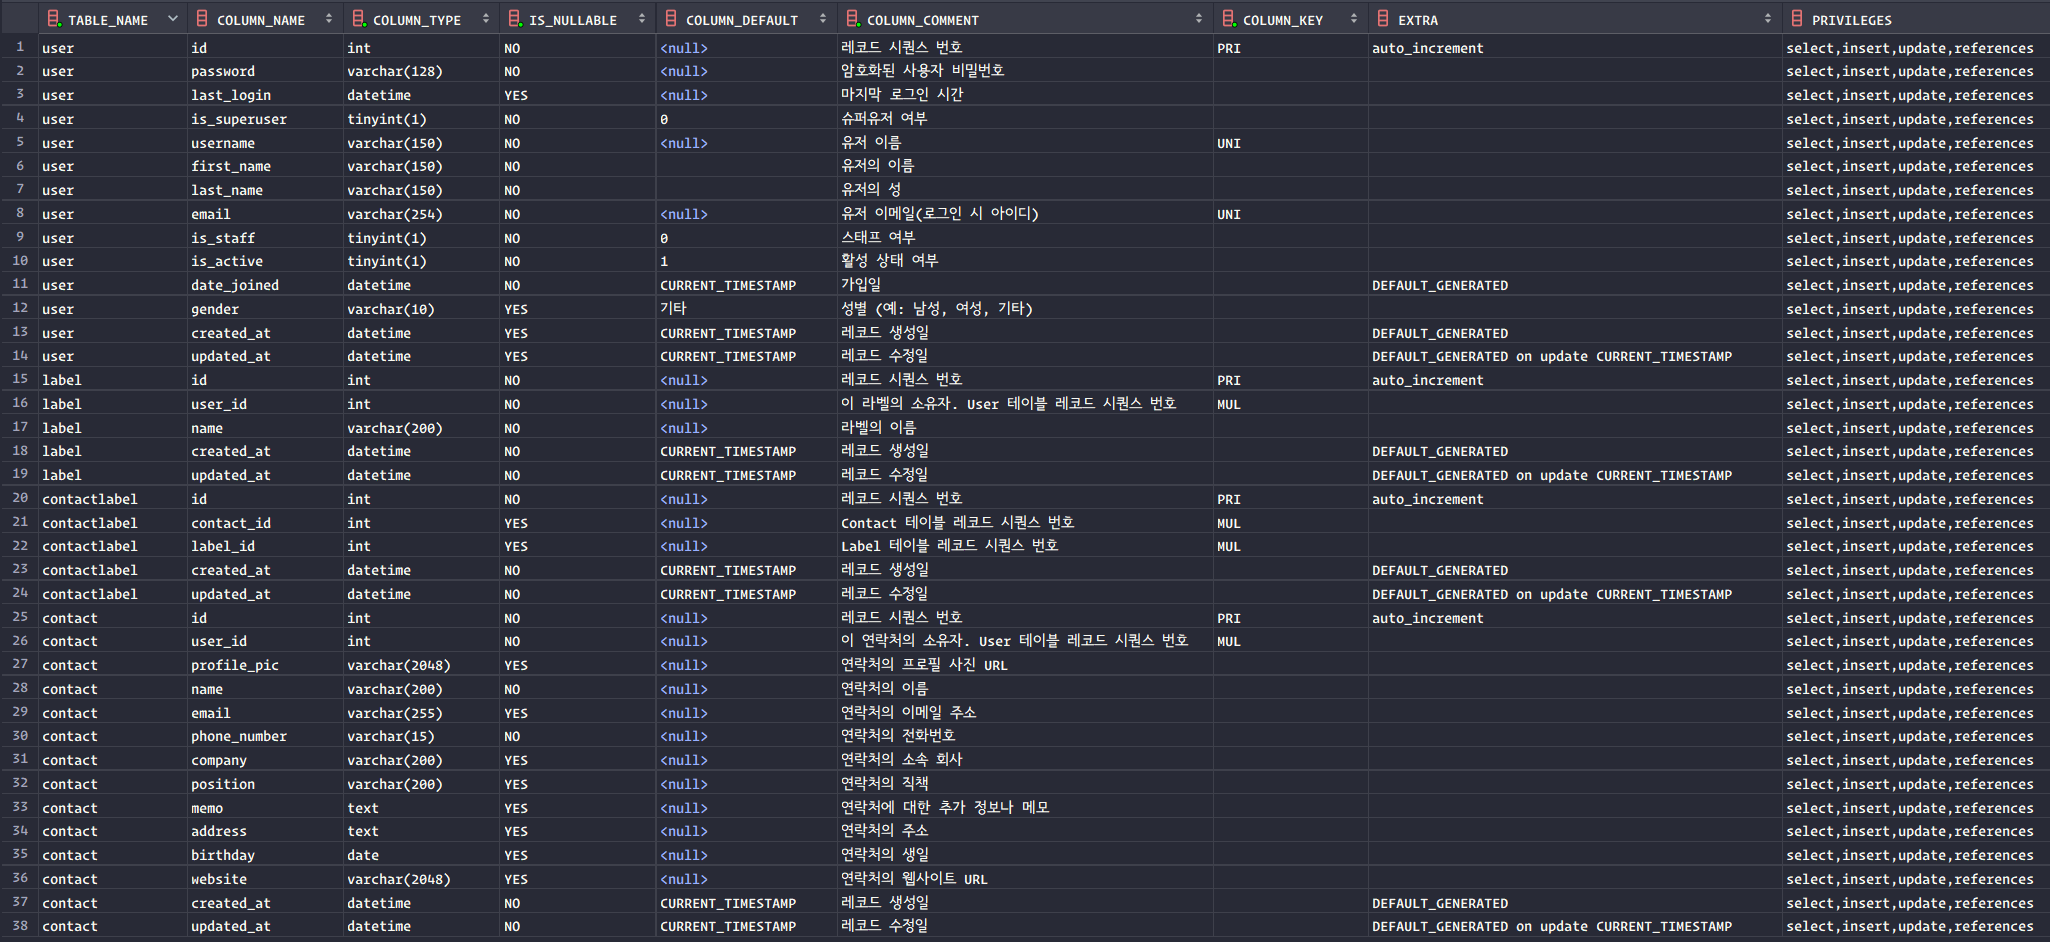 TABLE_NAME COLUMN_NAME COLUMN_TYPE IS_NULLABLE COLUMN_DEFAULT COLUMN_COMMENT COLUMN_KEY EXTRA PRIVILEGES
1 user id int NO <null> 레코드 시퀀스 번호 PRI auto_increment select,insert,update,references
2 user password varchar(128) NO <null> 암호화된 사용자 비밀번호 select,insert,update,references
3 user last_login datetime YES <null> 마지막 로그인 시간 select,insert,update,references
4 user is_superuser tinyint(1) NO 0 슈퍼유저 여부 select,insert,update,references
5 user username varchar(150) NO <null> 유저 이름 UNI select,insert,update,references
6 user first_name varchar(150) NO 유저의 이름 select,insert,update,references
7 user last_name varchar(150) NO 유저의 성 select,insert,update,references
8 user email varchar(254) NO <null> 유저 이메일(로그인 시 아이디) UNI select,insert,update,references
9 user is_staff tinyint(1) NO 0 스태프 여부 select,insert,update,references
10 user is_active tinyint(1) NO 1 활성 상태 여부 select,insert,update,references
11 user date_joined datetime NO CURRENT_TIMESTAMP 가입일 DEFAULT_GENERATED select,insert,update,references
12 user gender varchar(10) YES 기타 성별 (예: 남성, 여성, 기타) select,insert,update,references
13 user created_at datetime YES CURRENT_TIMESTAMP 레코드 생성일 DEFAULT_GENERATED select,insert,update,references
14 user updated_at datetime YES CURRENT_TIMESTAMP 레코드 수정일 DEFAULT_GENERATED on update CURRENT_TIMESTAMP select,insert,update,references
15 label id int NO <null> 레코드 시퀀스 번호 PRI auto_increment select,insert,update,references
16 label user_id int NO <null> 이 라벨의 소유자. User 테이블 레코드 시퀀스 번호 MUL select,insert,update,references
17 label name varchar(200) NO <null> 라벨의 이름 select,insert,update,references
18 label created_at datetime NO CURRENT_TIMESTAMP 레코드 생성일 DEFAULT_GENERATED select,insert,update,references
19 label updated_at datetime NO CURRENT_TIMESTAMP 레코드 수정일 DEFAULT_GENERATED on update CURRENT_TIMESTAMP select,insert,update,references
20 contactlabel id int NO <null> 레코드 시퀀스 번호 PRI auto_increment select,insert,update,references
21 contactlabel contact_id int YES <null> Contact 테이블 레코드 시퀀스 번호 MUL select,insert,update,references
22 contactlabel label_id int YES <null> Label 테이블 레코드 시퀀스 번호 MUL select,insert,update,references
23 contactlabel created_at datetime NO CURRENT_TIMESTAMP 레코드 생성일 DEFAULT_GENERATED select,insert,update,references
24 contactlabel updated_at datetime NO CURRENT_TIMESTAMP 레코드 수정일 DEFAULT_GENERATED on update CURRENT_TIMESTAMP select,insert,update,references
25 contact id int NO <null> 레코드 시퀀스 번호 PRI auto_increment select,insert,update,references
26 contact user_id int NO <null> 이 연락처의 소유자. User 테이블 레코드 시퀀스 번호 MUL select,insert,update,references
27 contact profile_pic varchar(2048) YES <null> 연락처의 프로필 사진 URL select,insert,update,references
28 contact name varchar(200) NO <null> 연락처의 이름 select,insert,update,references
29 contact email varchar(255) YES <null> 연락처의 이메일 주소 select,insert,update,references
30 contact phone_number varchar(15) NO <null> 연락처의 전화번호 select,insert,update,references
31 contact company varchar(200) YES <null> 연락처의 소속 회사 select,insert,update,references
32 contact position varchar(200) YES <null> 연락처의 직책 select,insert,update,references
33 contact memo text YES <null> 연락처에 대한 추가 정보나 메모 select,insert,update,references
34 contact address text YES <null> 연락처의 주소 select,insert,update,references
35 contact birthday date YES <null> 연락처의 생일 select,insert,update,references
36 contact website varchar(2048) YES <null> 연락처의 웹사이트 URL select,insert,update,references
37 contact created_at datetime NO CURRENT_TIMESTAMP 레코드 생성일 DEFAULT_GENERATED select,insert,update,references
38 contact updated_at datetime NO CURRENT_TIMESTAMP 레코드 수정일 DEFAULT_GENERATED on update CURRENT_TIMESTAMP select,insert,update,references